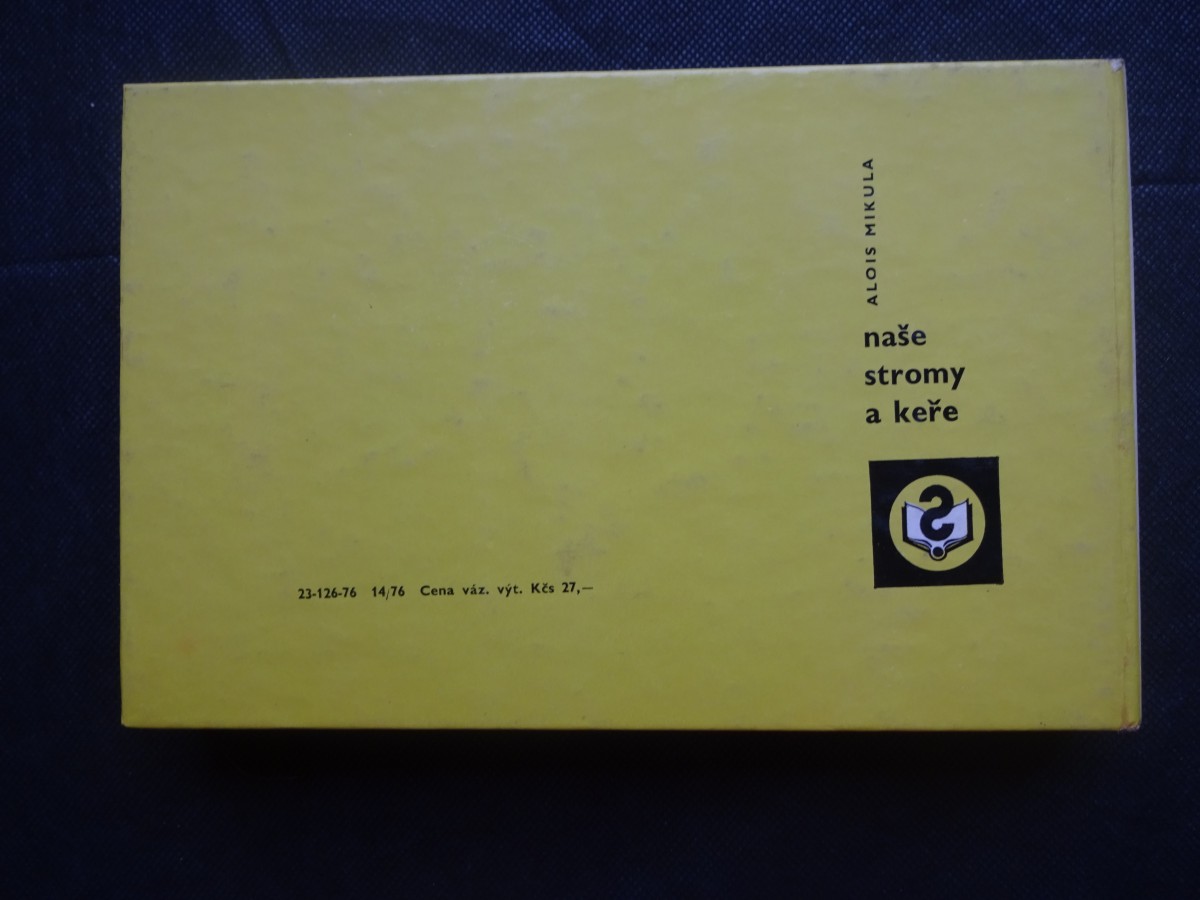 ALOIS MIKULA
naše
stromy
a keře
23-126-76 14/76 Cena váz. výt. Kčs 27,—